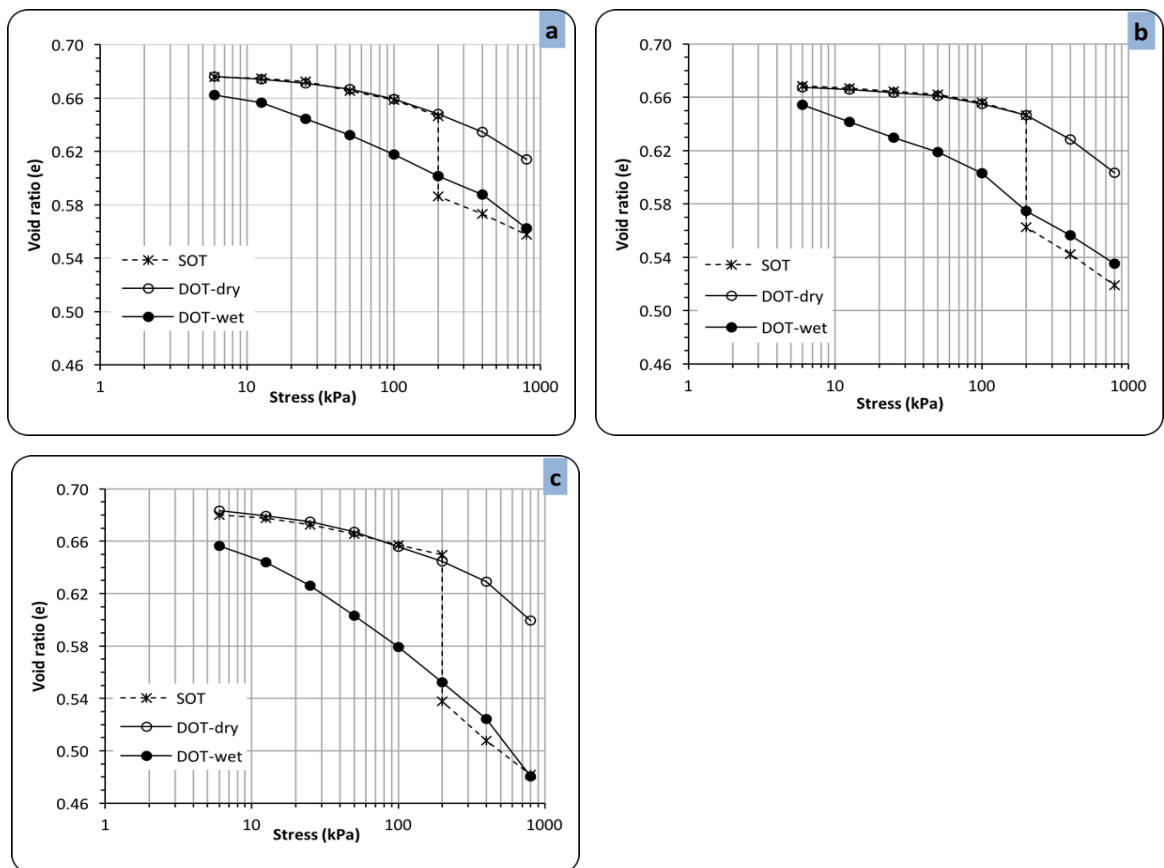 a
0.70
0.66
0.62
0.58
0.54
0.50
0.46
Void ratio (e)
SOT
DOT-dry
DOT-wet
1 10 100 1000
Stress (kPa)
b
0.70
0.66
0.62
0.58
0.54
0.50
0.46
Void ratio (e)
SOT
DOT-dry
DOT-wet
1 10 100 1000
Stress (kPa)
c
0.70
0.66
0.62
0.58
0.54
0.50
0.46
Void ratio (e)
SOT
DOT-dry
DOT-wet
1 10 100 1000
Stress (kPa)